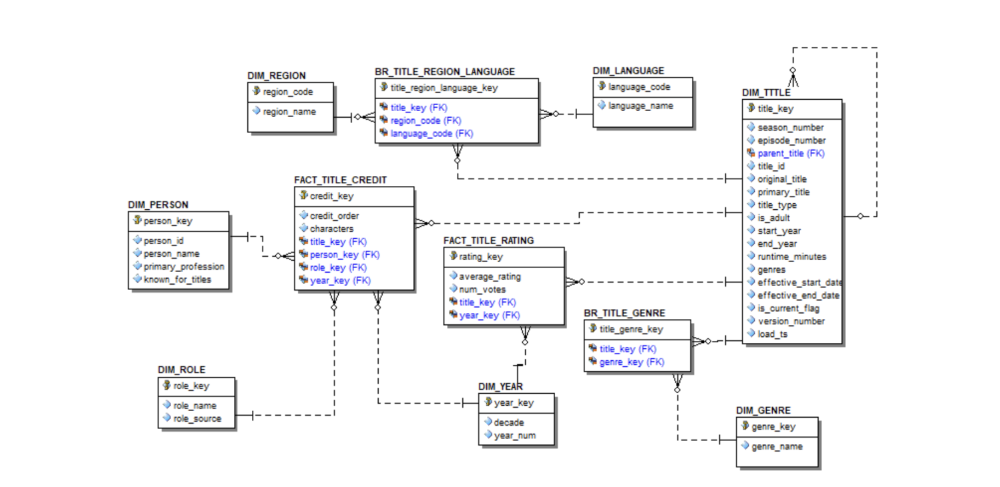 DIM_REGION
region_code
region_name
BR_TITLE_REGION_LANGUAGE
title_region_language_key
title_key (FK)
region_code (FK)
language_code (FK)
DIM_LANGUAGE
language_code
language_name
DIM_TTTLE
title_key
season_number
episode_number
parent_title (FK)
title_id
original_title
primary_title
title_type
is_adult
start_year
end_year
runtime_minutes
genres
effective_start_date
effective_end_date
is_current_flag
version_number
load_ts
FACT_TITLE_CREDIT
credit_key
credit_order
characters
title_key (FK)
person_key (FK)
role_key (FK)
year_key (FK)
DIM_PERSON
person_key
person_id
person_name
primary_profession
known_for_titles
FACT_TITLE_RATING
rating_key
average_rating
num_votes
title_key (FK)
year_key (FK)
BR_TITLE_GENRE
title_genre_key
title_key (FK)
genre_key (FK)
DIM_ROLE
role_key
role_name
role_source
DIM_YEAR
year_key
decade
year_num
DIM_GENRE
genre_key
genre_name